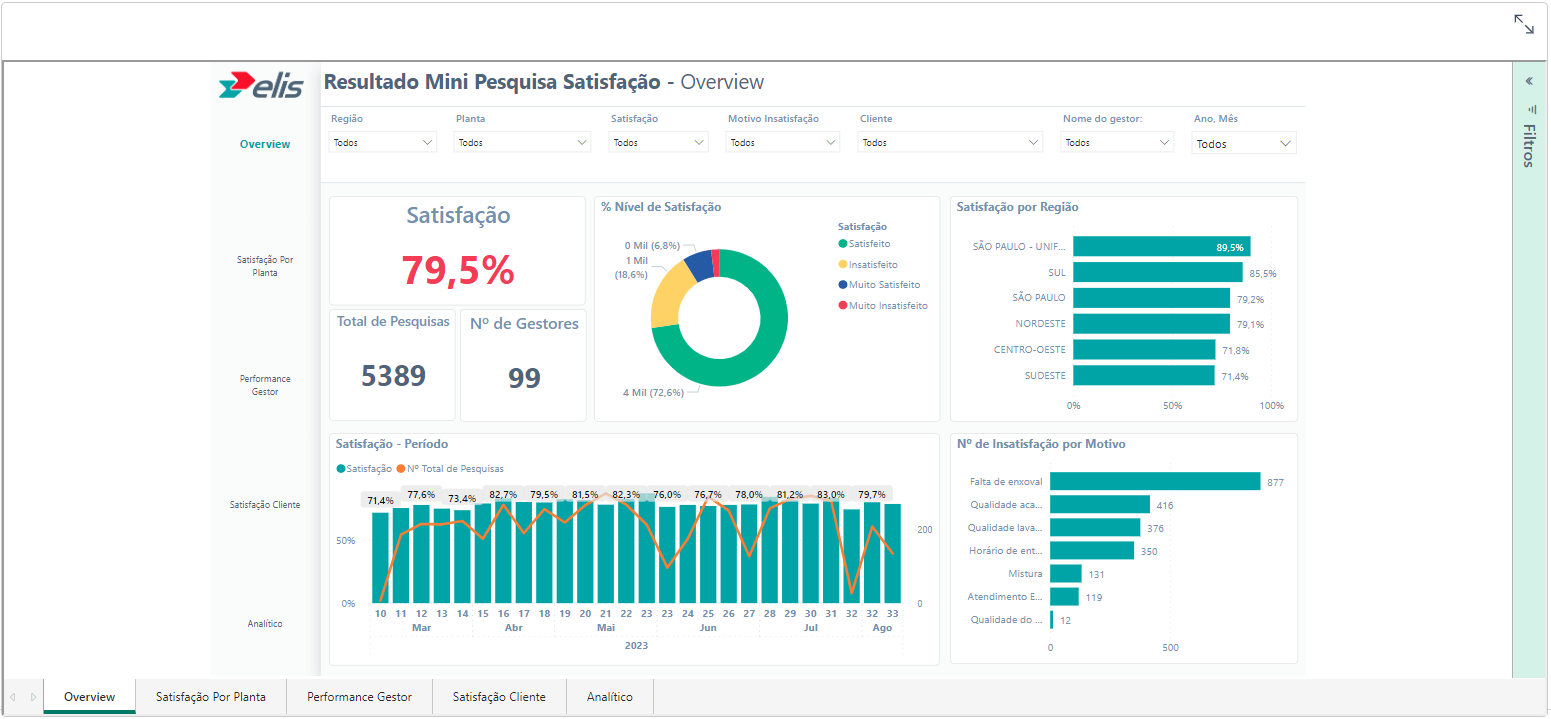 elis
Resultado Mini Pesquisa Satisfação - Overview
Região
Planta
Satisfação
Motivo Insatisfação
Cliente
Nome do gestor:
Ano, Mês
Todos
Todos
Todos
Todos
Todos
Todos
Todos
Filtros
Overview
Satisfação Por
Planta
Performance
Gestor
Satisfação Cliente
Analítico
Satisfação
79,5%
Total de Pesquisas
5389
Nº de Gestores
99
% Nível de Satisfação
0 Mil (6,8%)
1 Mil
(18,6%)
4 Mil (72,6%)
Satisfação
Satisfeito
Insatisfeito
Muito Satisfeito
Muito Insatisfeito
Satisfação por Região
SÃO PAULO - UNIF... 89,5%
SUL 85,5%
SÃO PAULO 79,2%
NORDESTE 79,1%
CENTRO-OESTE 71,8%
SUDESTE 71,4%
0% 50% 100%
Satisfação - Período
Satisfação Nº Total de Pesquisas
71,4% 77,6% 73,4% 82,7% 79,5% 81,5% 82,3% 76,0% 76,7% 78,0% 81,2% 83,0% 79,7%
50%
0%
200
0
10 11 12 13 14 15 16 17 18 19 20 21 22 23 23 24 25 26 27 28 29 30 31 32 32 33
Mar Abr Mai Jun Jul Ago
2023
Nº de Insatisfação por Motivo
Falta de enxoval 877
Qualidade aca... 416
Qualidade lava... 376
Horário de ent... 350
Mistura 131
Atendimento E... 119
Qualidade do ... 12
0 500
Overview
Satisfação Por Planta
Performance Gestor
Satisfação Cliente
Analítico